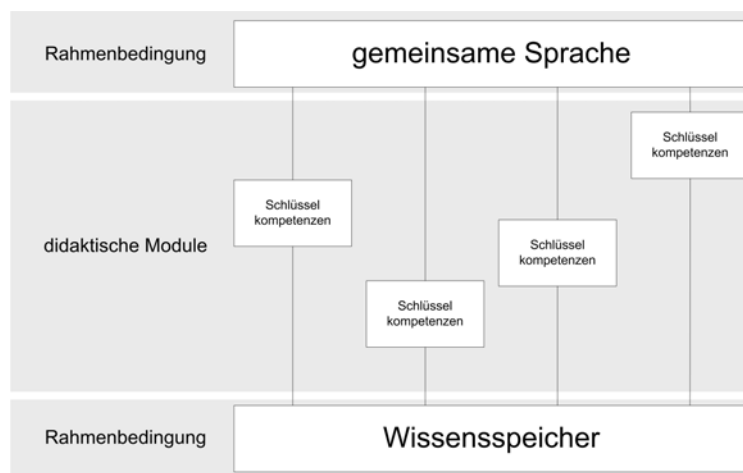 Rahmenbedingung
gemeinsame Sprache
Schlüssel
kompetenzen
Schlüssel
kompetenzen
didaktische Module
Schlüssel
kompetenzen
Schlüssel
kompetenzen
Rahmenbedingung
Wissensspeicher